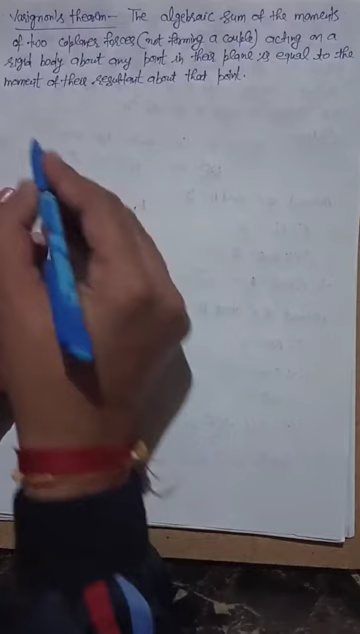 Varignon's theorem- The algebraic sum of the moments
of two coplaner forces (not forming a couple) acting on a
rigid body about any point in their plane is equal to the
moment of their resultant about that point.